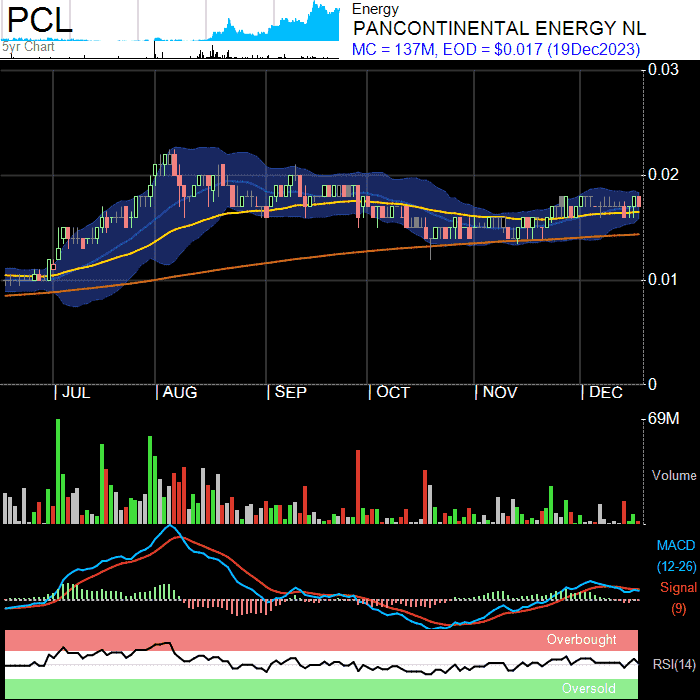 PCL
5yr Chart
Energy
PANCONTINENTAL ENERGY NL
MC = 137M, EOD = $0.017 (19Dec2023)
0.03
0.02
0.01
0
| JUL | AUG | SEP | OCT | NOV | DEC
69M
Volume
MACD
(12-26)
Signal
(9)
Overbought
RSI(14)
Oversold